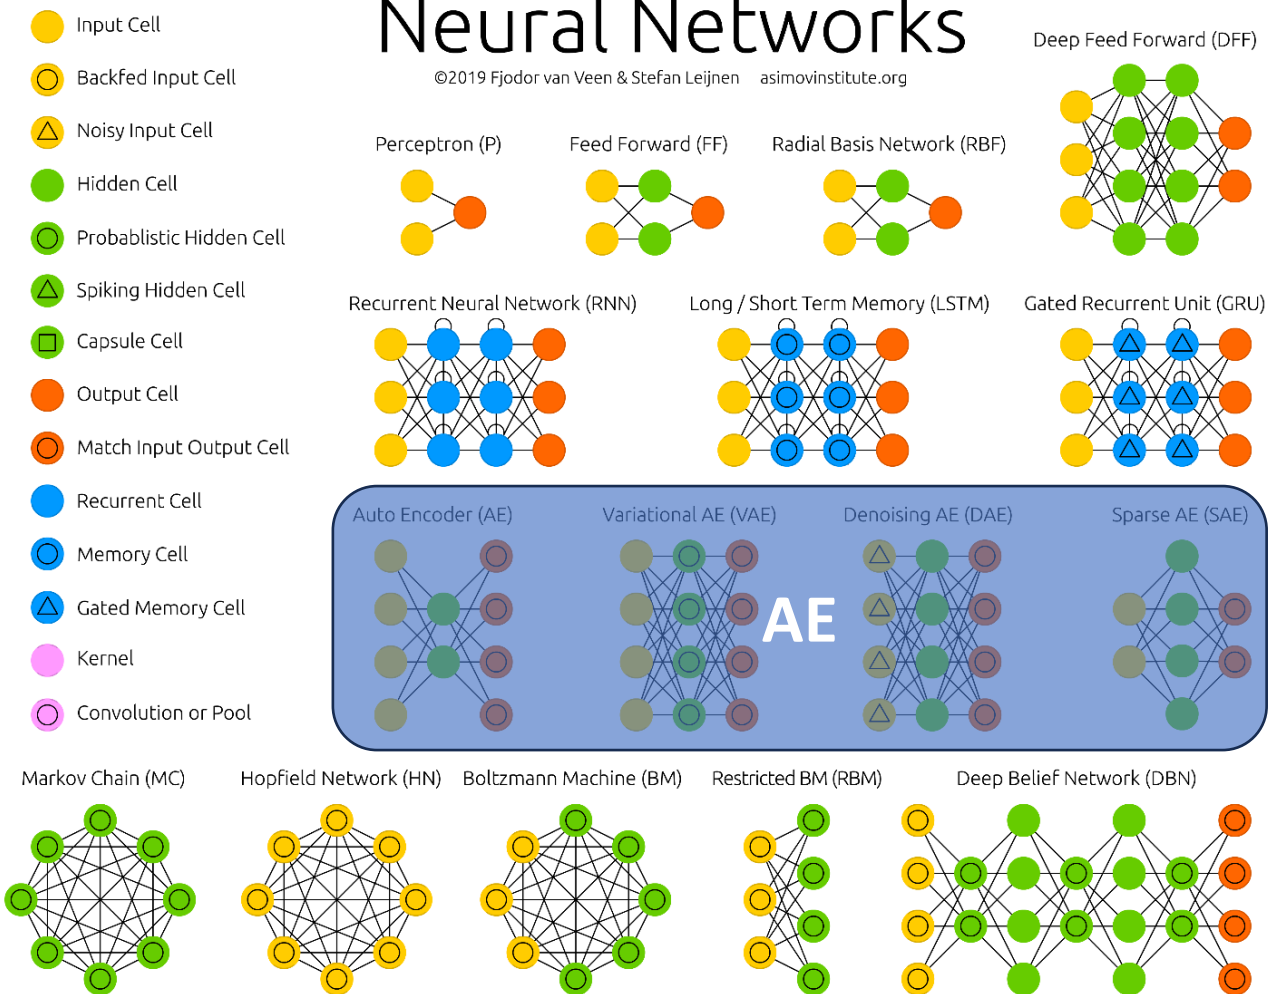 Neural Networks
©2019 Fjodor van Veen & Stefan Leijnen asimovinstitute.org
Input Cell
Backfed Input Cell
Noisy Input Cell
Hidden Cell
Probablistic Hidden Cell
Spiking Hidden Cell
Capsule Cell
Output Cell
Match Input Output Cell
Recurrent Cell
Memory Cell
Gated Memory Cell
Kernel
Convolution or Pool
Deep Feed Forward (DFF)
Perceptron (P)
Feed Forward (FF)
Radial Basis Network (RBF)
Recurrent Neural Network (RNN)
Long / Short Term Memory (LSTM)
Gated Recurrent Unit (GRU)
Auto Encoder (AE)
Variational AE (VAE)
Denoising AE (DAE)
Sparse AE (SAE)
AE
Markov Chain (MC)
Hopfield Network (HN)
Boltzmann Machine (BM)
Restricted BM (RBM)
Deep Belief Network (DBN)